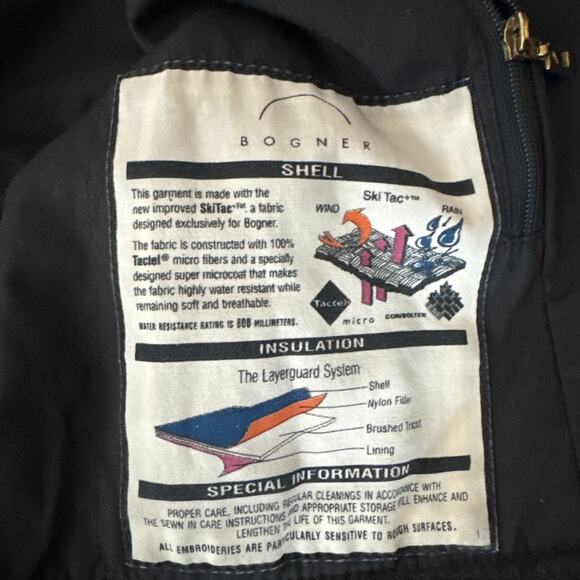 BOGNER
SHELL
This garment is made with the
new improved SkiTac+™, a fabric
designed exclusively for Bogner.
The fabric is constructed with 100%
Tactel® micro fibers and a specially
designed super microcoat that makes
the fabric highly water resistant while
remaining soft and breathable.
WATER RESISTANCE RATING IS 800 MILLIMETERS.
Ski Tac+™
WIND
RAIN
Tactel
micro
CONSOLTEX
INSULATION
The Layerguard System
Shell
Nylon Filler
Brushed Tricot
Lining
SPECIAL INFORMATION
PROPER CARE, INCLUDING REGULAR CLEANINGS IN ACCORDANCE WITH
THE SEWN IN CARE INSTRUCTIONS AND APPROPRIATE STORAGE WILL ENHANCE AND
LENGTHEN THE LIFE OF THIS GARMENT.
ALL EMBROIDERIES ARE PARTICULARLY SENSITIVE TO ROUGH SURFACES.